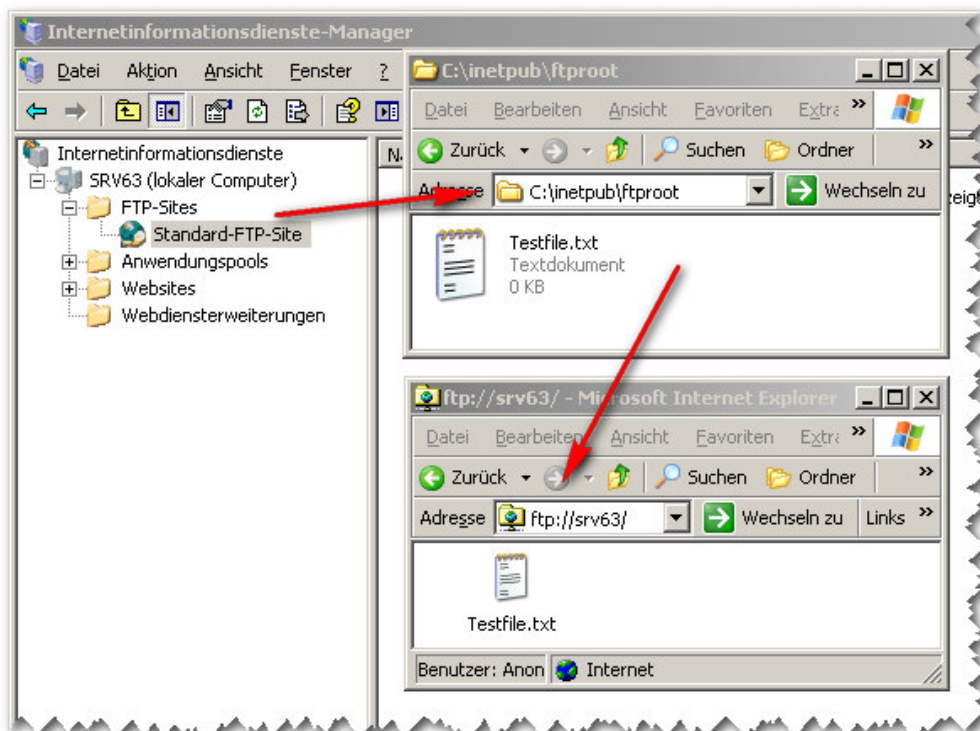 Internetinformationsdienste-Manager
Datei Aktion Ansicht Fenster ?
Internetinformationsdienste
SRV63 (lokaler Computer)
FTP-Sites
Standard-FTP-Site
Anwendungspools
Websites
Webdiensterweiterungen
C:\inetpub\ftproot
Datei Bearbeiten Ansicht Favoriten Extra »
Zurück Suchen Ordner »
Adresse C:\inetpub\ftproot Wechseln zu
Testfile.txt
Textdokument
0 KB
ftp://srv63/ - Microsoft Internet Explorer
Datei Bearbeiten Ansicht Favoriten Extra »
Zurück Suchen Ordner »
Adresse ftp://srv63/ Wechseln zu Links »
Testfile.txt
Benutzer: Anon Internet